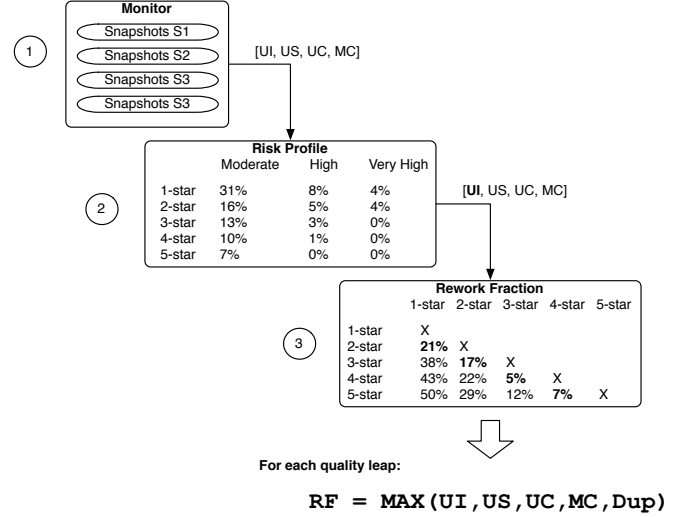 Monitor
1
Snapshots S1
Snapshots S2
Snapshots S3
Snapshots S3
[UI, US, UC, MC]
Risk Profile
Moderate High Very High
2
1-star 31% 8% 4%
2-star 16% 5% 4%
3-star 13% 3% 0%
4-star 10% 1% 0%
5-star 7% 0% 0%
[UI, US, UC, MC]
Rework Fraction
1-star 2-star 3-star 4-star 5-star
3
1-star X
2-star 21% X
3-star 38% 17% X
4-star 43% 22% 5% X
5-star 50% 29% 12% 7% X
For each quality leap:
RF = MAX(UI,US,UC,MC,Dup)